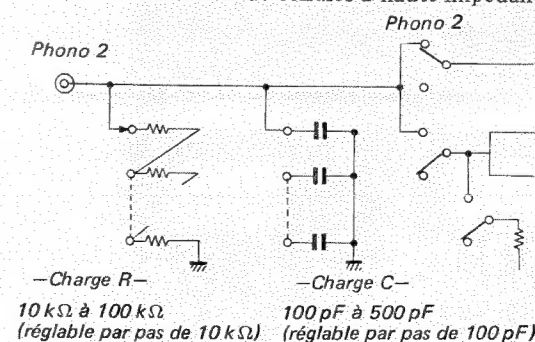 Phono 2
Phono 2
—Charge R—
10 kΩ à 100 kΩ
(réglable par pas de 10 kΩ)
—Charge C—
100 pF à 500 pF
(réglable par pas de 100 pF)